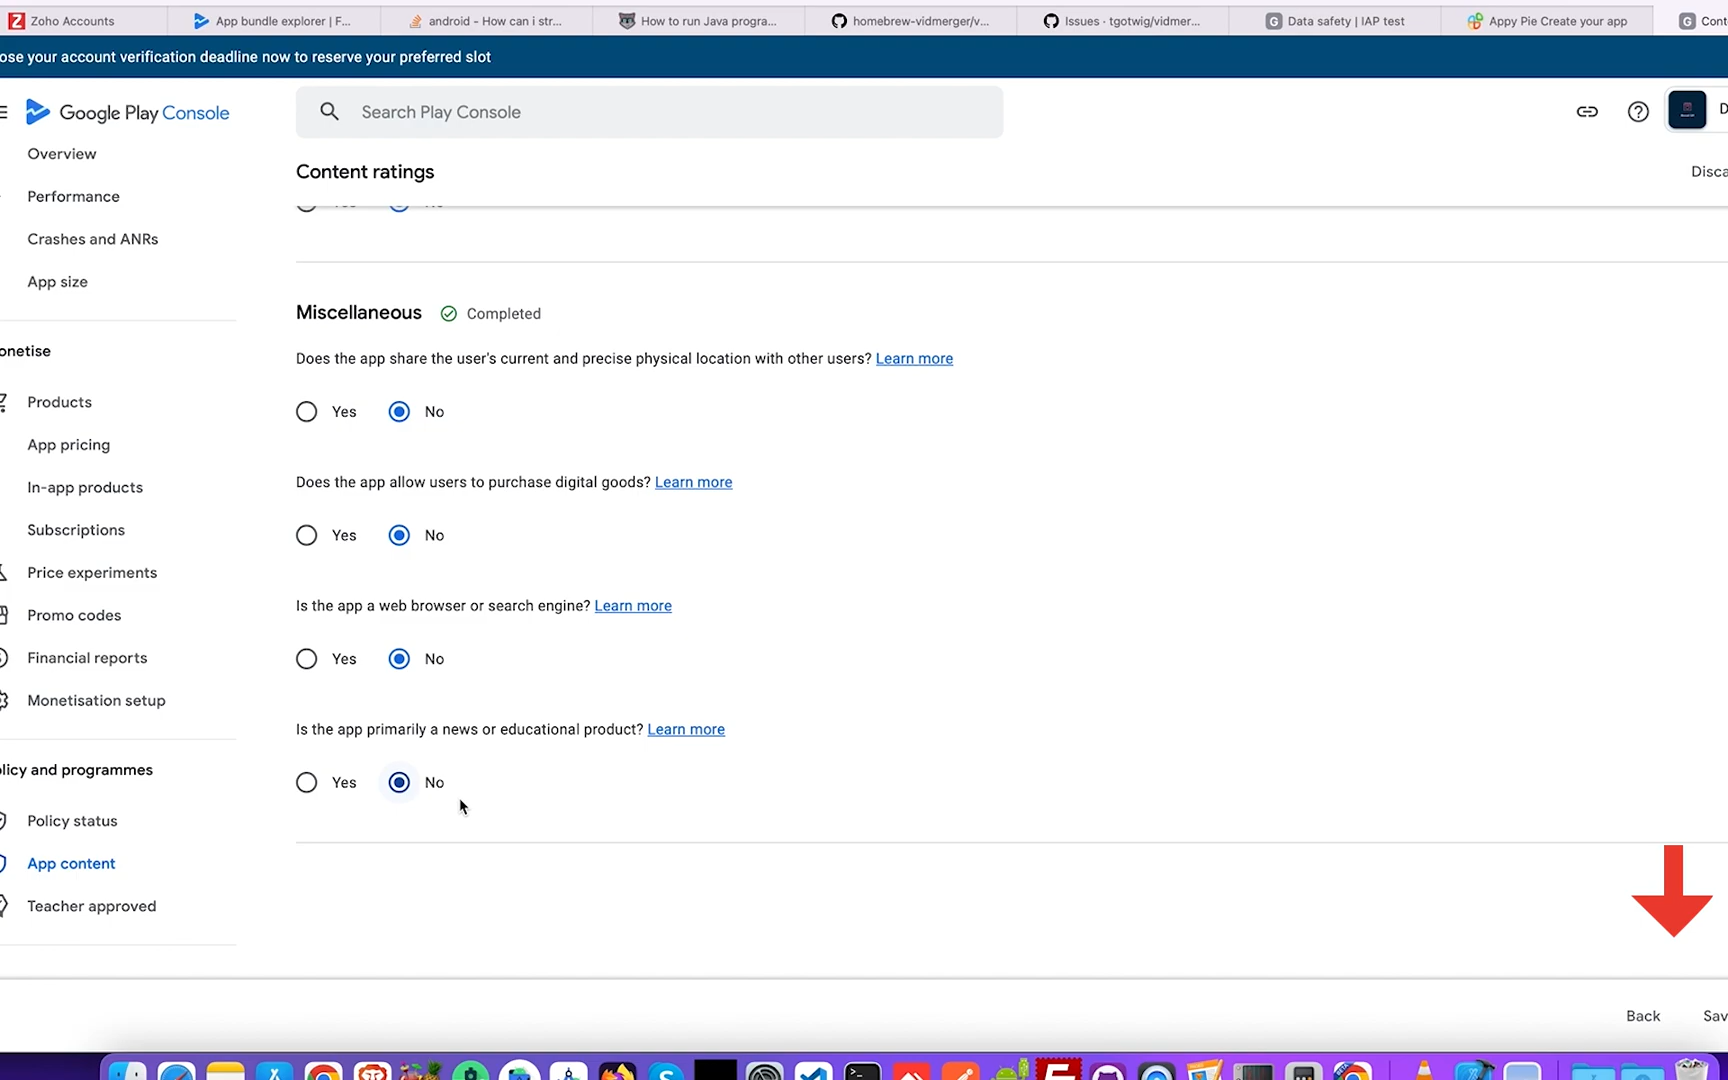 Zoho Accounts
App bundle explorer | F...
android - How can i str...
How to run Java progra...
homebrew-vidmerger/v...
Issues · tgotwig/vidmer...
Data safety | IAP test
Appy Pie Create your app
Cont
ose your account verification deadline now to reserve your preferred slot
Google Play Console
Search Play Console
D
Content ratings
Disca
Overview
Performance
Crashes and ANRs
App size
onetise
Products
App pricing
In-app products
Subscriptions
Price experiments
Promo codes
Financial reports
Monetisation setup
licy and programmes
Policy status
App content
Teacher approved
Miscellaneous Completed
Does the app share the user's current and precise physical location with other users? Learn more
Yes No
Does the app allow users to purchase digital goods? Learn more
Yes No
Is the app a web browser or search engine? Learn more
Yes No
Is the app primarily a news or educational product? Learn more
Yes No
Back
Sav